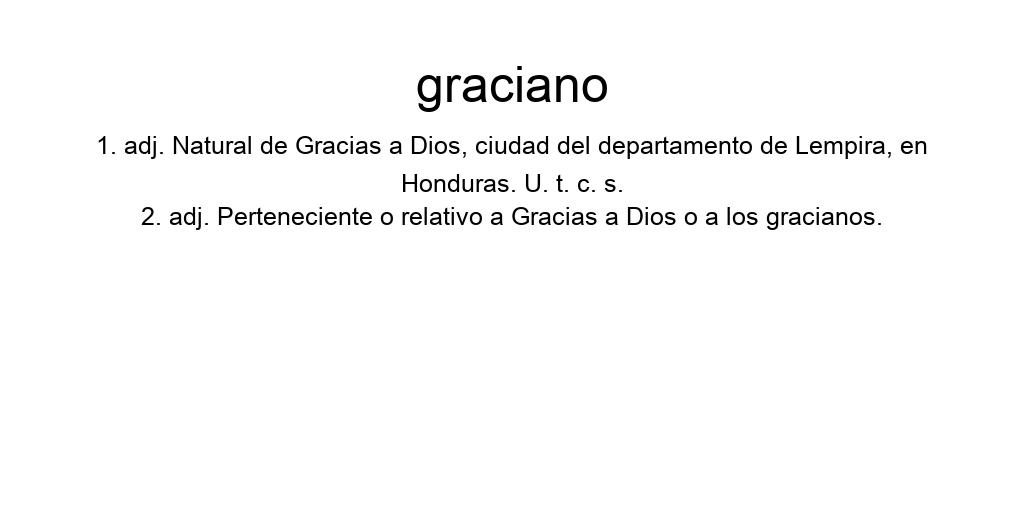 graciano
1. adj. Natural de Gracias a Dios, ciudad del departamento de Lempira, en
Honduras. U. t. c. s.
2. adj. Perteneciente o relativo a Gracias a Dios o a los gracianos.